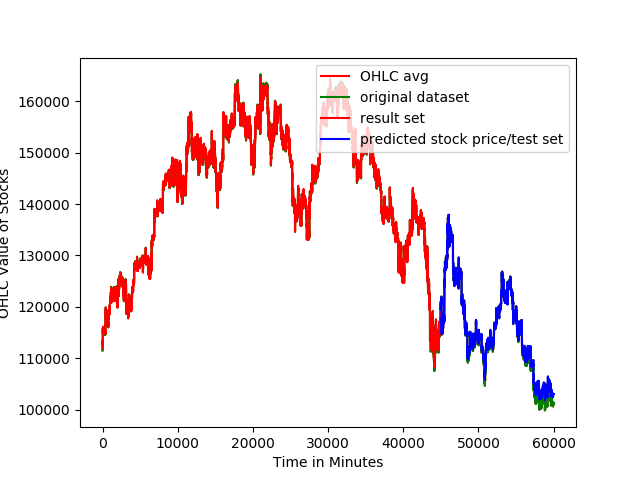 OHLC avg
original dataset
result set
predicted stock price/test set
160000
150000
140000
130000
120000
110000
100000
OHLC Value of Stocks
0
10000
20000
30000
40000
50000
60000
Time in Minutes